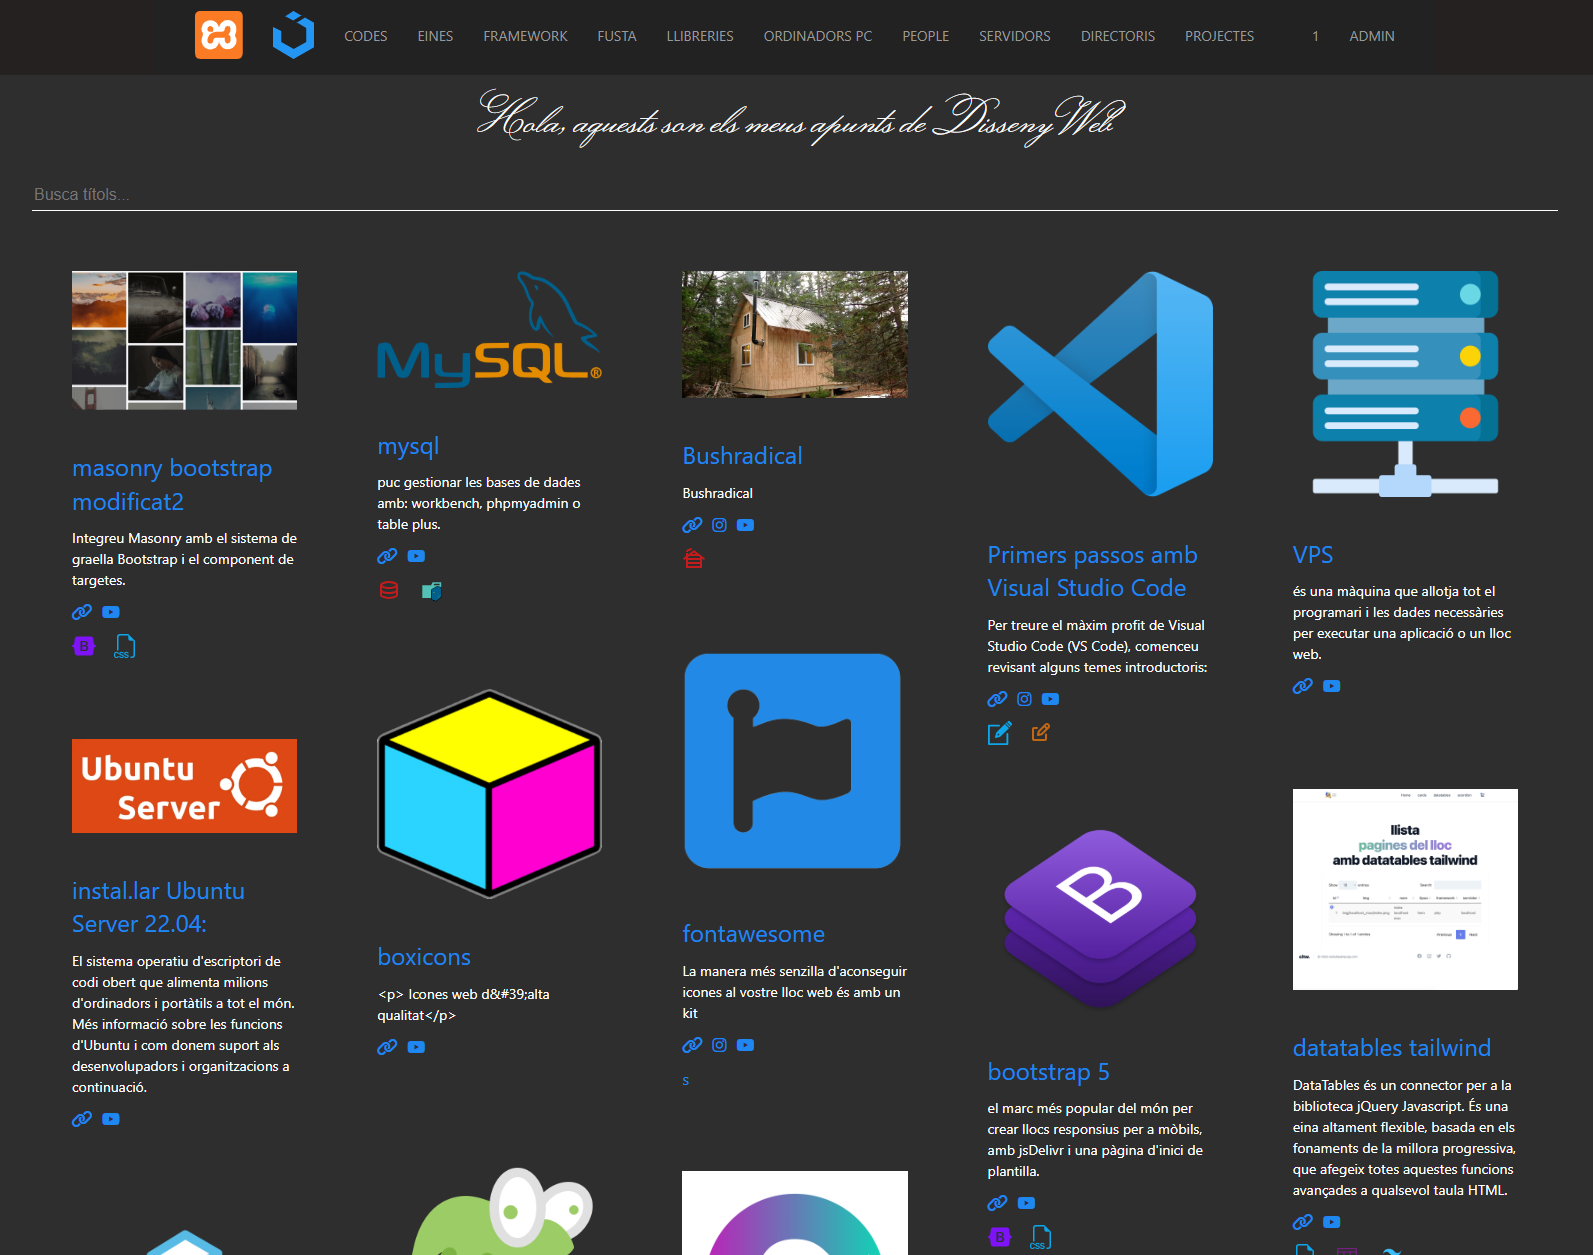 CODES EINES FRAMEWORK FUSTA LLIBRERIES ORDINADORS PC PEOPLE SERVIDORS DIRECTORIS PROJECTES 1 ADMIN
Hola, aquests son els meus apunts de Disseny Web
Busca títols...
masonry bootstrap
modificat2
Integreu Masonry amb el sistema de
graella Bootstrap i el component de
targetes.
B
CSS
Ubuntu
Server
instal.lar Ubuntu
Server 22.04:
El sistema operatiu d'escriptori de
codi obert que alimenta milions
d'ordinadors i portàtils a tot el món.
Més informació sobre les funcions
d'Ubuntu i com donem suport als
desenvolupadors i organitzacions a
continuació.
MySQL®
mysql
puc gestionar les bases de dades
amb: workbench, phpmyadmin o
table plus.
boxicons
<p> Icones web d&#39;alta
qualitat</p>
Bushradical
Bushradical
fontawesome
La manera més senzilla d'aconseguir
icones al vostre lloc web és amb un
kit
s
Primers passos amb
Visual Studio Code
Per treure el màxim profit de Visual
Studio Code (VS Code), comenceu
revisant alguns temes introductoris:
B
bootstrap 5
el marc més popular del món per
crear llocs responsius per a mòbils,
amb jsDelivr i una pàgina d'inici de
plantilla.
B
CSS
VPS
és una màquina que allotja tot el
programari i les dades necessàries
per executar una aplicació o un lloc
web.
llista
pagines del lloc
amb datatables tailwind
datatables tailwind
DataTables és un connector per a la
biblioteca jQuery Javascript. És una
eina altament flexible, basada en els
fonaments de la millora progressiva,
que afegeix totes aquestes funcions
avançades a qualsevol taula HTML.